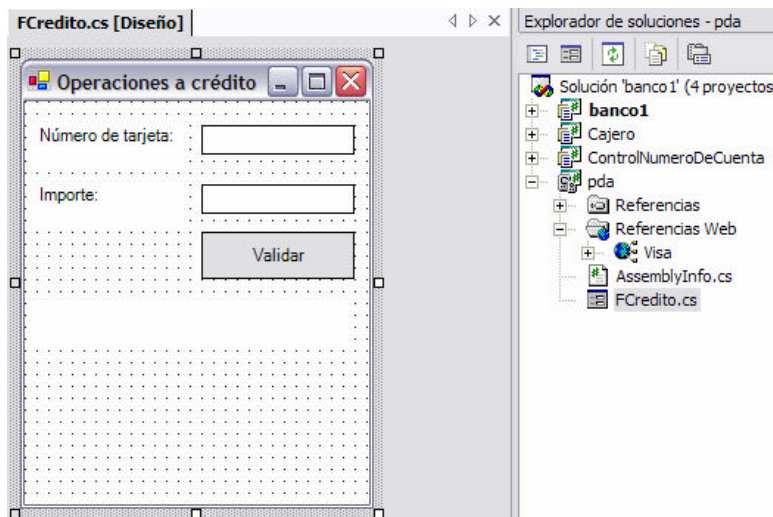 FCredito.cs [Diseño]
Operaciones a crédito
Número de tarjeta:
Importe:
Validar
Explorador de soluciones - pda
Solución 'banco1' (4 proyectos
banco1
Cajero
ControlNumeroDeCuenta
pda
Referencias
Referencias Web
Visa
AssemblyInfo.cs
FCredito.cs